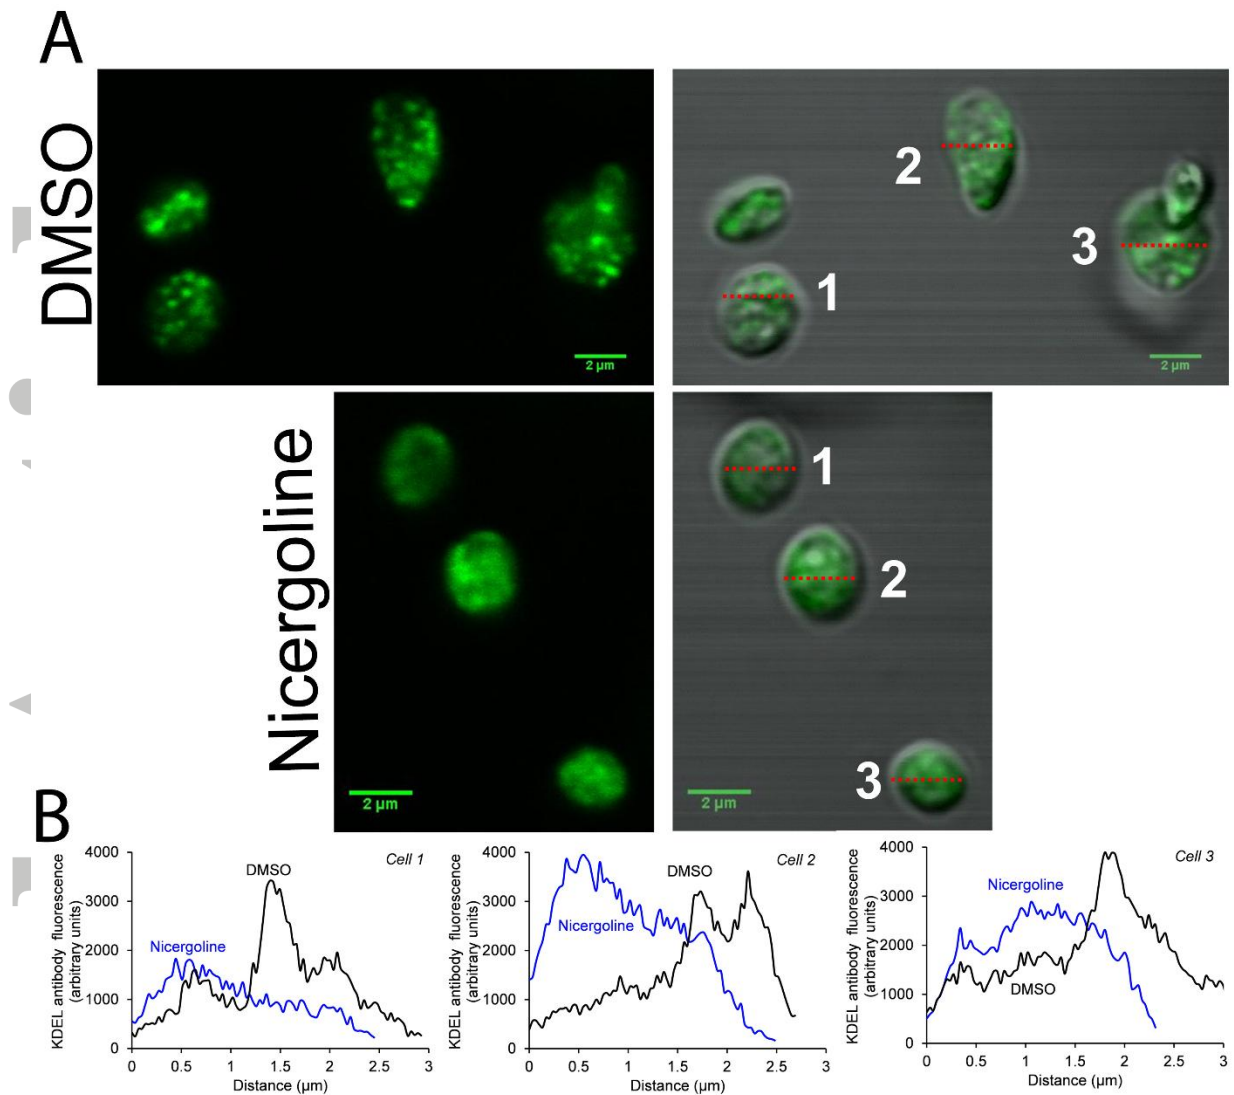 A
DMSO
2
3
1
2 µm
2 µm
Nicergoline
1
2
3
2 µm
2 µm
B
KDEL antibody fluorescence
(arbitrary units)
4000
3000
2000
1000
0
Cell 1
DMSO
Nicergoline
0 0.5 1 1.5 2 2.5 3
Distance (µm)
KDEL antibody fluorescence
(arbitrary units)
4000
3000
2000
1000
0
Cell 2
DMSO
Nicergoline
0 0.5 1 1.5 2 2.5 3
Distance (µm)
KDEL antibody fluorescence
(arbitrary units)
4000
3000
2000
1000
0
Cell 3
Nicergoline
DMSO
0 0.5 1 1.5 2 2.5 3
Distance (µm)